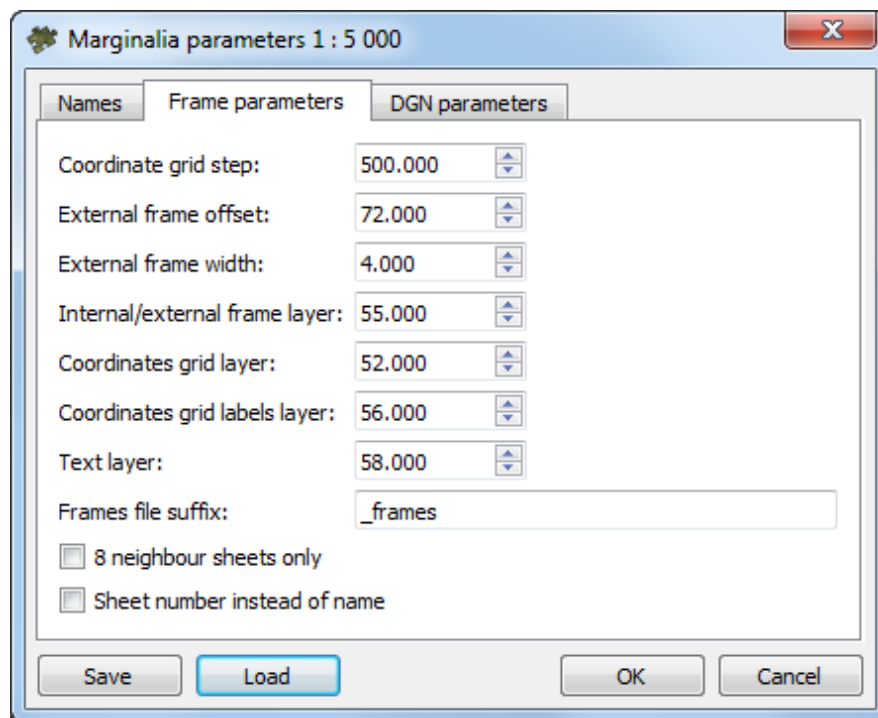 Marginalia parameters 1 : 5 000
Names Frame parameters DGN parameters
Coordinate grid step: 500.000
External frame offset: 72.000
External frame width: 4.000
Internal/external frame layer: 55.000
Coordinates grid layer: 52.000
Coordinates grid labels layer: 56.000
Text layer: 58.000
Frames file suffix: _frames
8 neighbour sheets only
Sheet number instead of name
Save Load OK Cancel